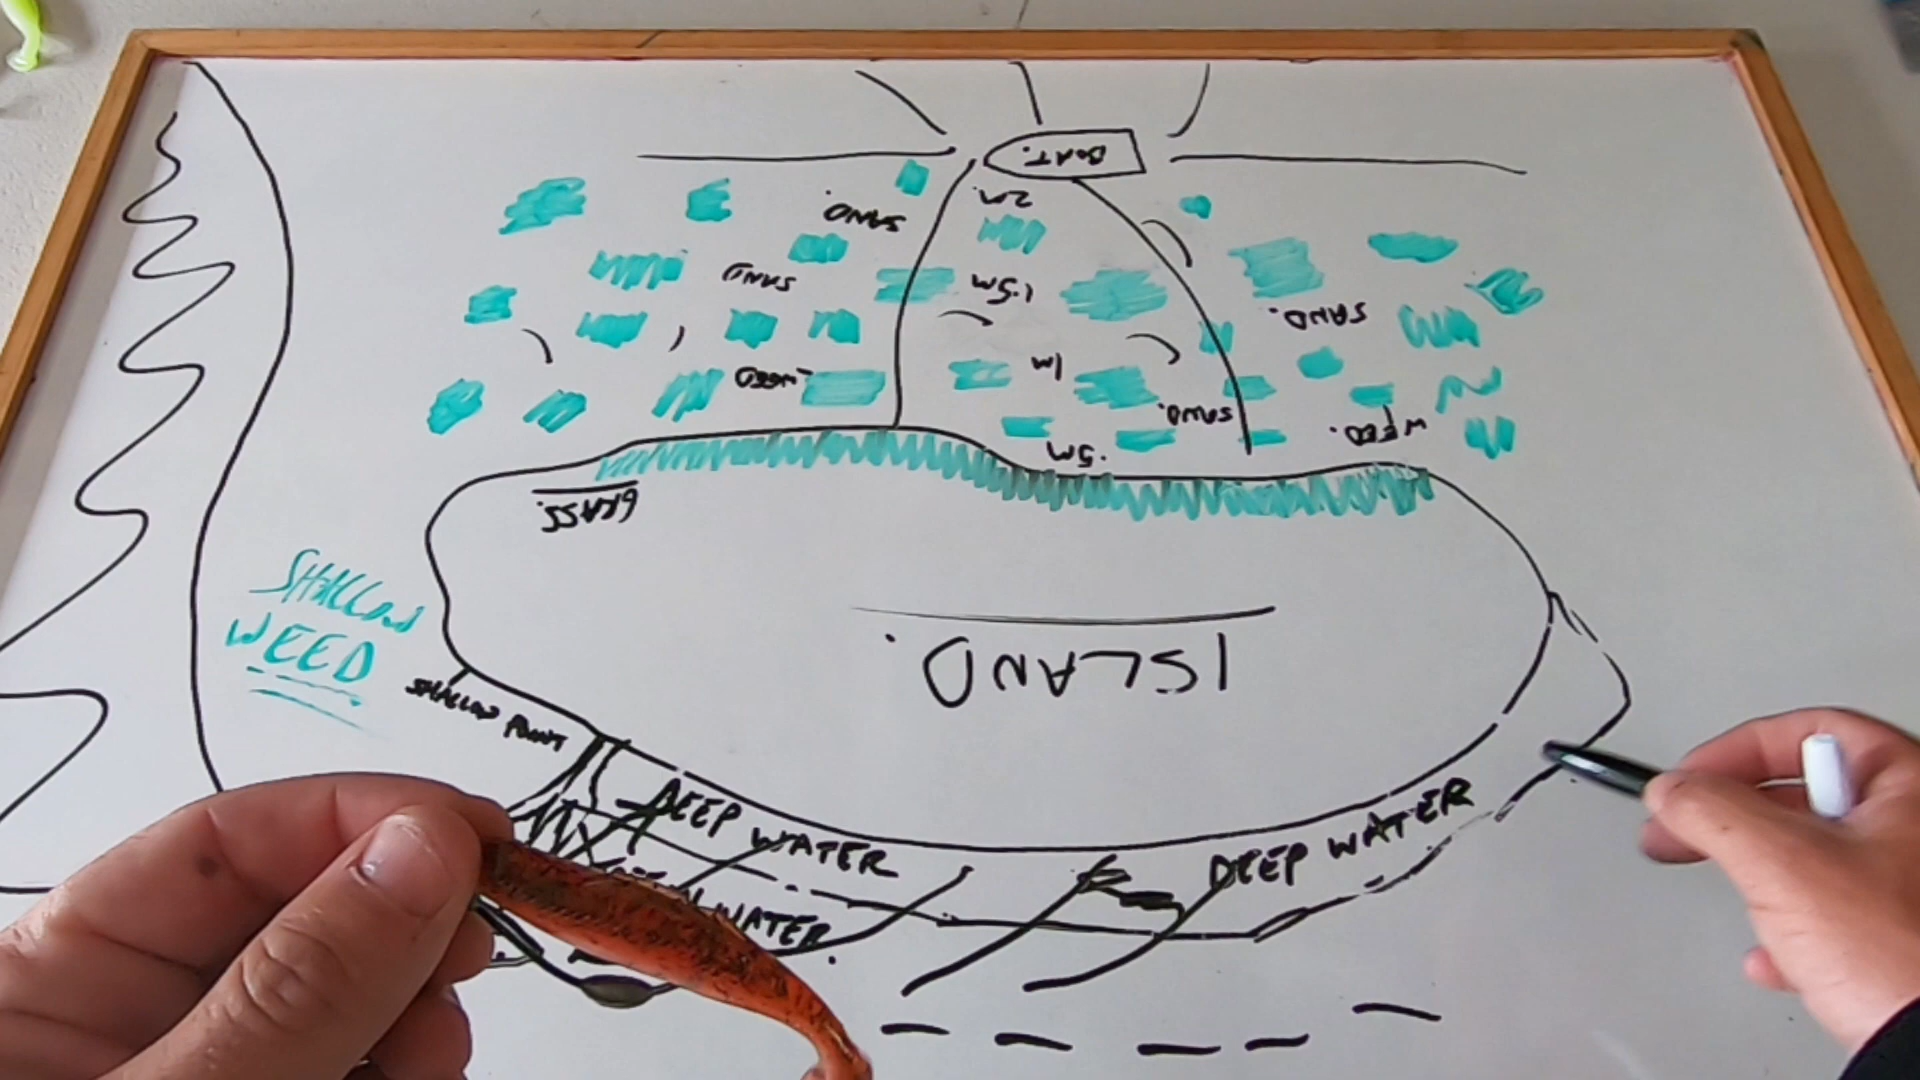 BOAT.
2m
SAND.
SAND
1.5m
SAND.
1m
WEED
SAND.
WEED.
.5m
GRASS.
SHALLOW
WEED
ISLAND.
SHALLOW POINT
DEEP WATER
DEEP WATER
WATER